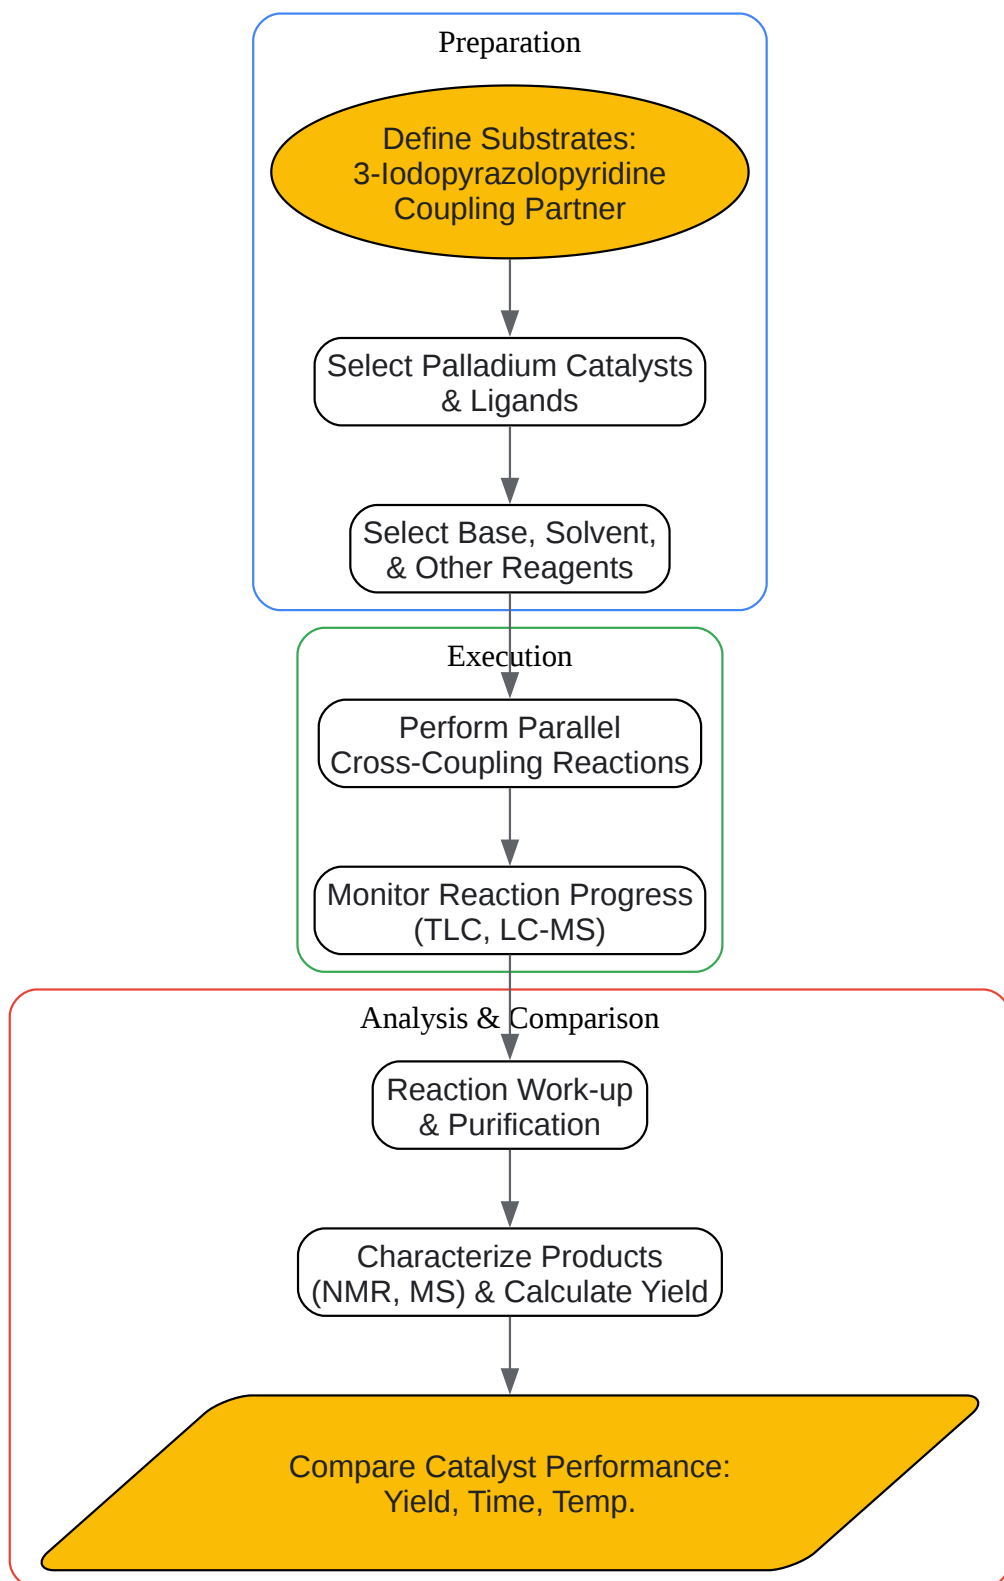 Preparation
Define Substrates:
3-Iodopyrazolopyridine
Coupling Partner
Select Palladium Catalysts
& Ligands
Select Base, Solvent,
& Other Reagents
Execution
Perform Parallel
Cross-Coupling Reactions
Monitor Reaction Progress
(TLC, LC-MS)
Analysis & Comparison
Reaction Work-up
& Purification
Characterize Products
(NMR, MS) & Calculate Yield
Compare Catalyst Performance:
Yield, Time, Temp.